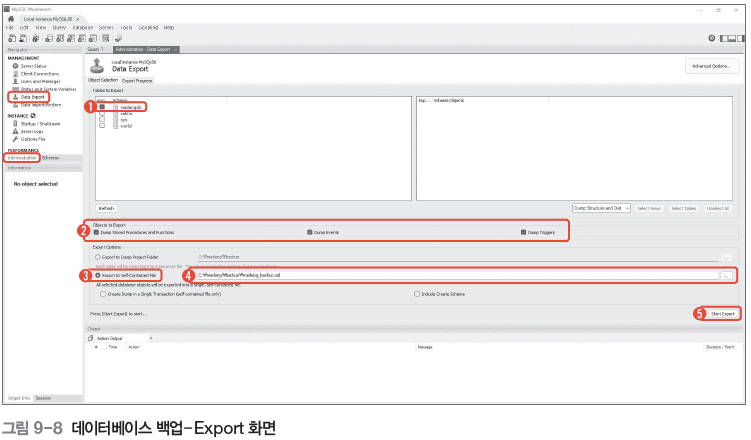 MySQL Workbench
Local instance MySQL80
File Edit View Query Database Server Tools Scripting Help
Navigator
Query 1 Administration - Data Export
MANAGEMENT
Server Status
Client Connections
Users and Privileges
Status and System Variables
Data Export
Data Import/Restore
INSTANCE
Startup / Shutdown
Server Logs
Options File
PERFORMANCE
Administration Schemas
Information
No object selected
Local instance MySQL80
Data Export
Advanced Options...
Object Selection Export Progress
Tables to Export
Exp... Schema
1 madangdb
sakila
sys
world
Exp... Schema Objects
Refresh
Dump Structure and Dat
Select Views Select Tables Unselect All
2 Objects to Export
Dump Stored Procedures and Functions Dump Events Dump Triggers
Export Options
Export to Dump Project Folder
3 Export to Self-Contained File 4 C:₩madang₩Backup₩madang_backup.sql ...
All selected database objects will be exported into a single, self-contained file.
Create Dump in a Single Transaction (self-contained file only) Include Create Schema
Press [Start Export] to start...
5 Start Export
Output
Action Output
# Time Action Message Duration / Fetch
Object Info Session
그림 9-8 데이터베이스 백업-Export 화면